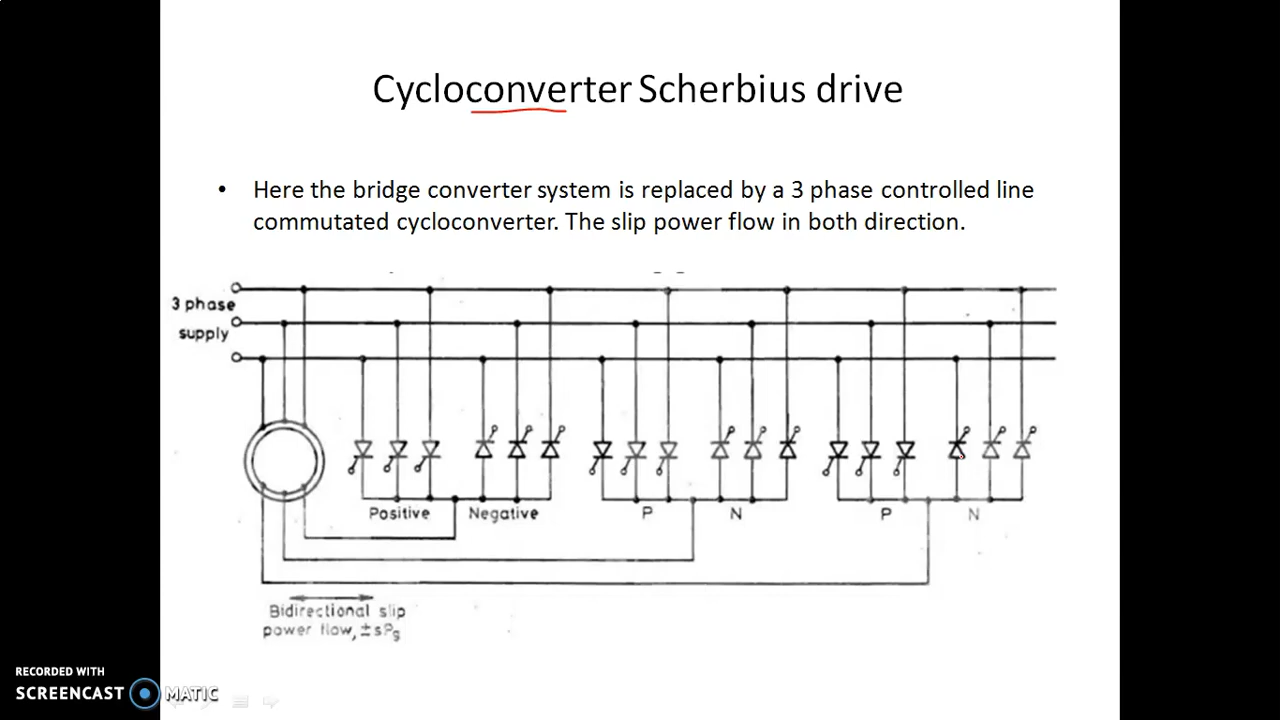 Cycloconverter Scherbius drive
• Here the bridge converter system is replaced by a 3 phase controlled line
commutated cycloconverter. The slip power flow in both direction.
3 phase
supply
Positive Negative P N P N
Bidirectional slip
power flow, ±sPg
RECORDED WITH
SCREENCAST MATIC